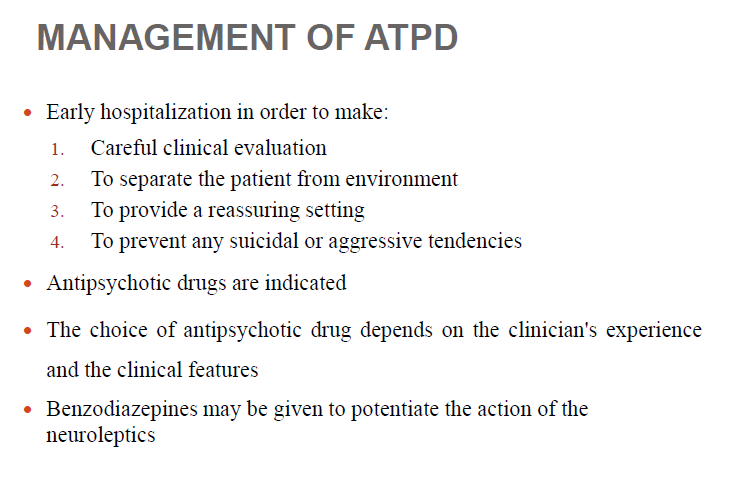 MANAGEMENT OF ATPD
• Early hospitalization in order to make:
1. Careful clinical evaluation
2. To separate the patient from environment
3. To provide a reassuring setting
4. To prevent any suicidal or aggressive tendencies
• Antipsychotic drugs are indicated
• The choice of antipsychotic drug depends on the clinician's experience
and the clinical features
• Benzodiazepines may be given to potentiate the action of the
neuroleptics